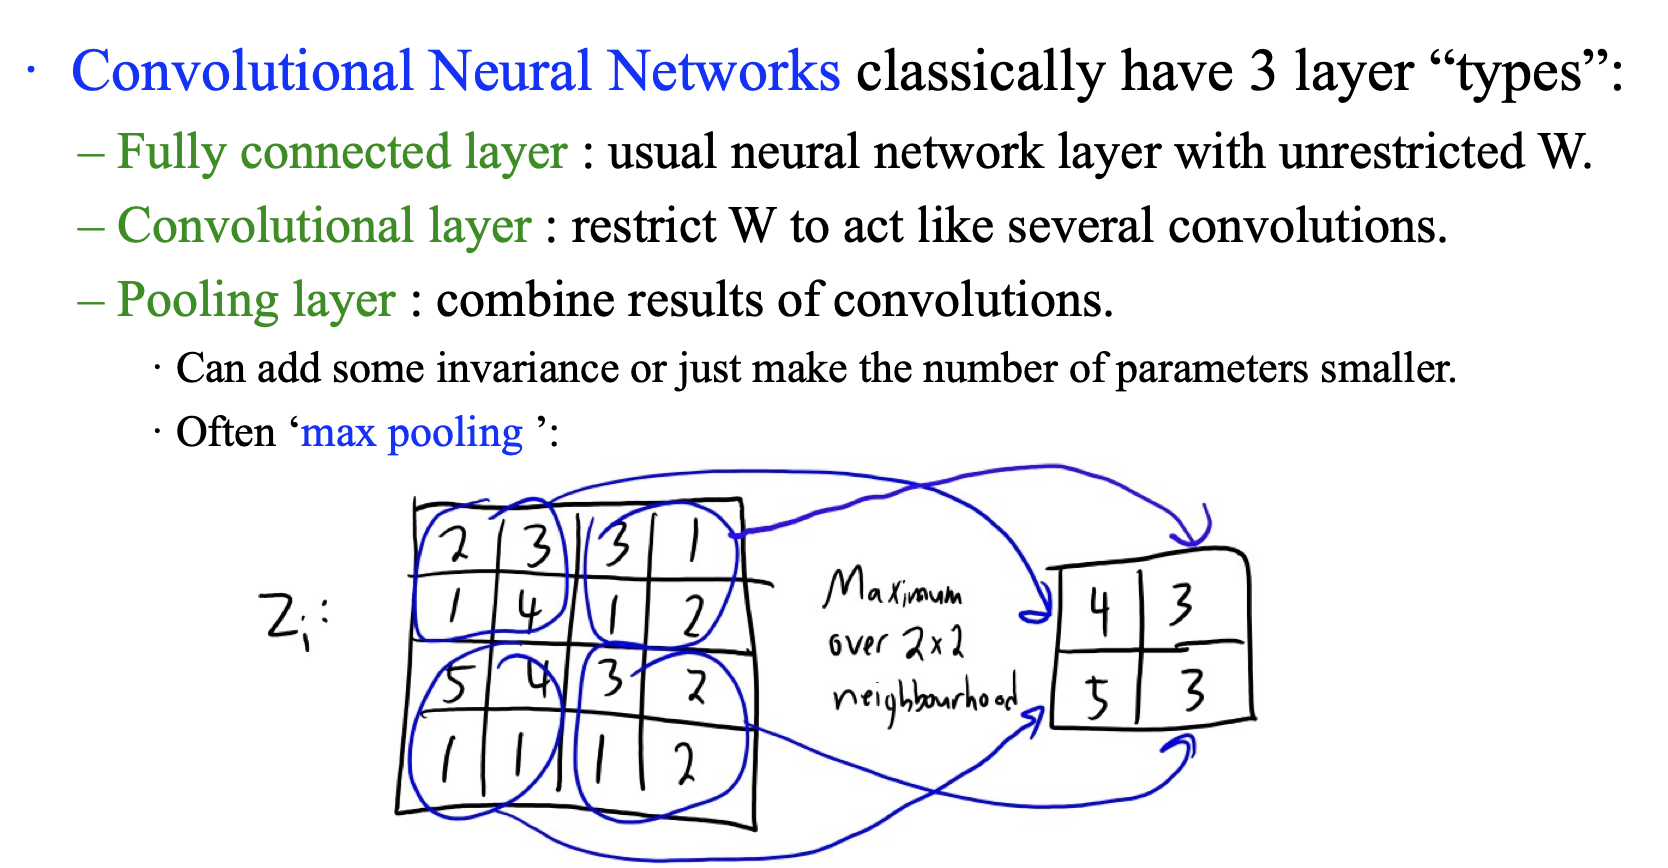 · Convolutional Neural Networks classically have 3 layer “types”:
– Fully connected layer : usual neural network layer with unrestricted W.
– Convolutional layer : restrict W to act like several convolutions.
– Pooling layer : combine results of convolutions.
· Can add some invariance or just make the number of parameters smaller.
· Often ‘max pooling ’:
Zi:
2 3 3 1
1 4 1 2
5 4 3 2
1 1 1 2
Maximum
over 2x2
neighbourhood
4 3
5 3